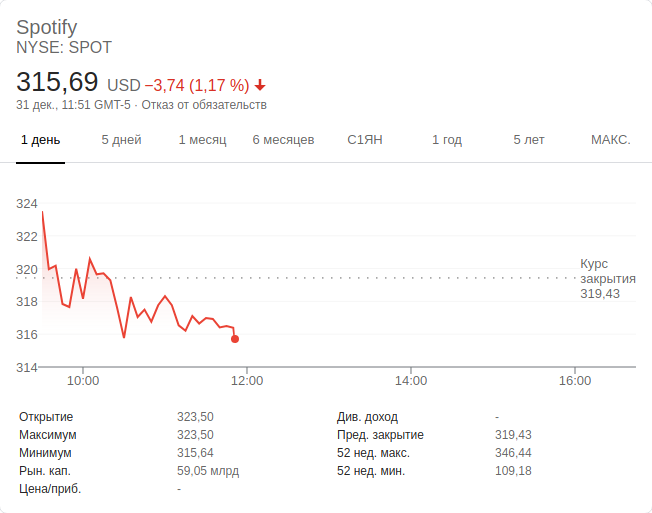 Spotify
NYSE: SPOT
315,69 USD −3,74 (1,17 %)
31 дек., 11:51 GMT-5 · Отказ от обязательств
1 день 5 дней 1 месяц 6 месяцев С1ЯН 1 год 5 лет МАКС.
324
322
320
318
316
314
Курс
закрытия
319,43
10:00 12:00 14:00 16:00
Открытие 323,50 Див. доход -
Максимум 323,50 Пред. закрытие 319,43
Минимум 315,64 52 нед. макс. 346,44
Рын. кап. 59,05 млрд 52 нед. мин. 109,18
Цена/приб. -